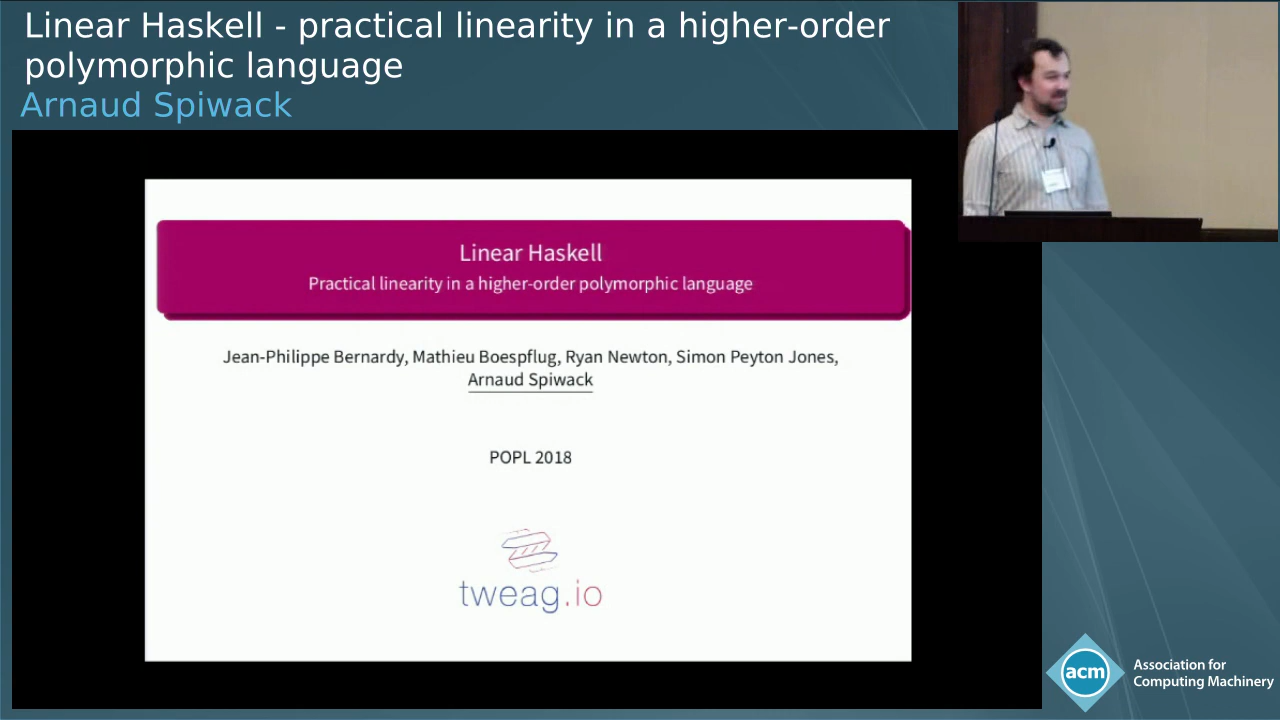 Linear Haskell - practical linearity in a higher-order
polymorphic language
Arnaud Spiwack
Linear Haskell
Practical linearity in a higher-order polymorphic language
Jean-Philippe Bernardy, Mathieu Boespflug, Ryan Newton, Simon Peyton Jones,
Arnaud Spiwack
POPL 2018
tweag.io
acm
Association for
Computing Machinery